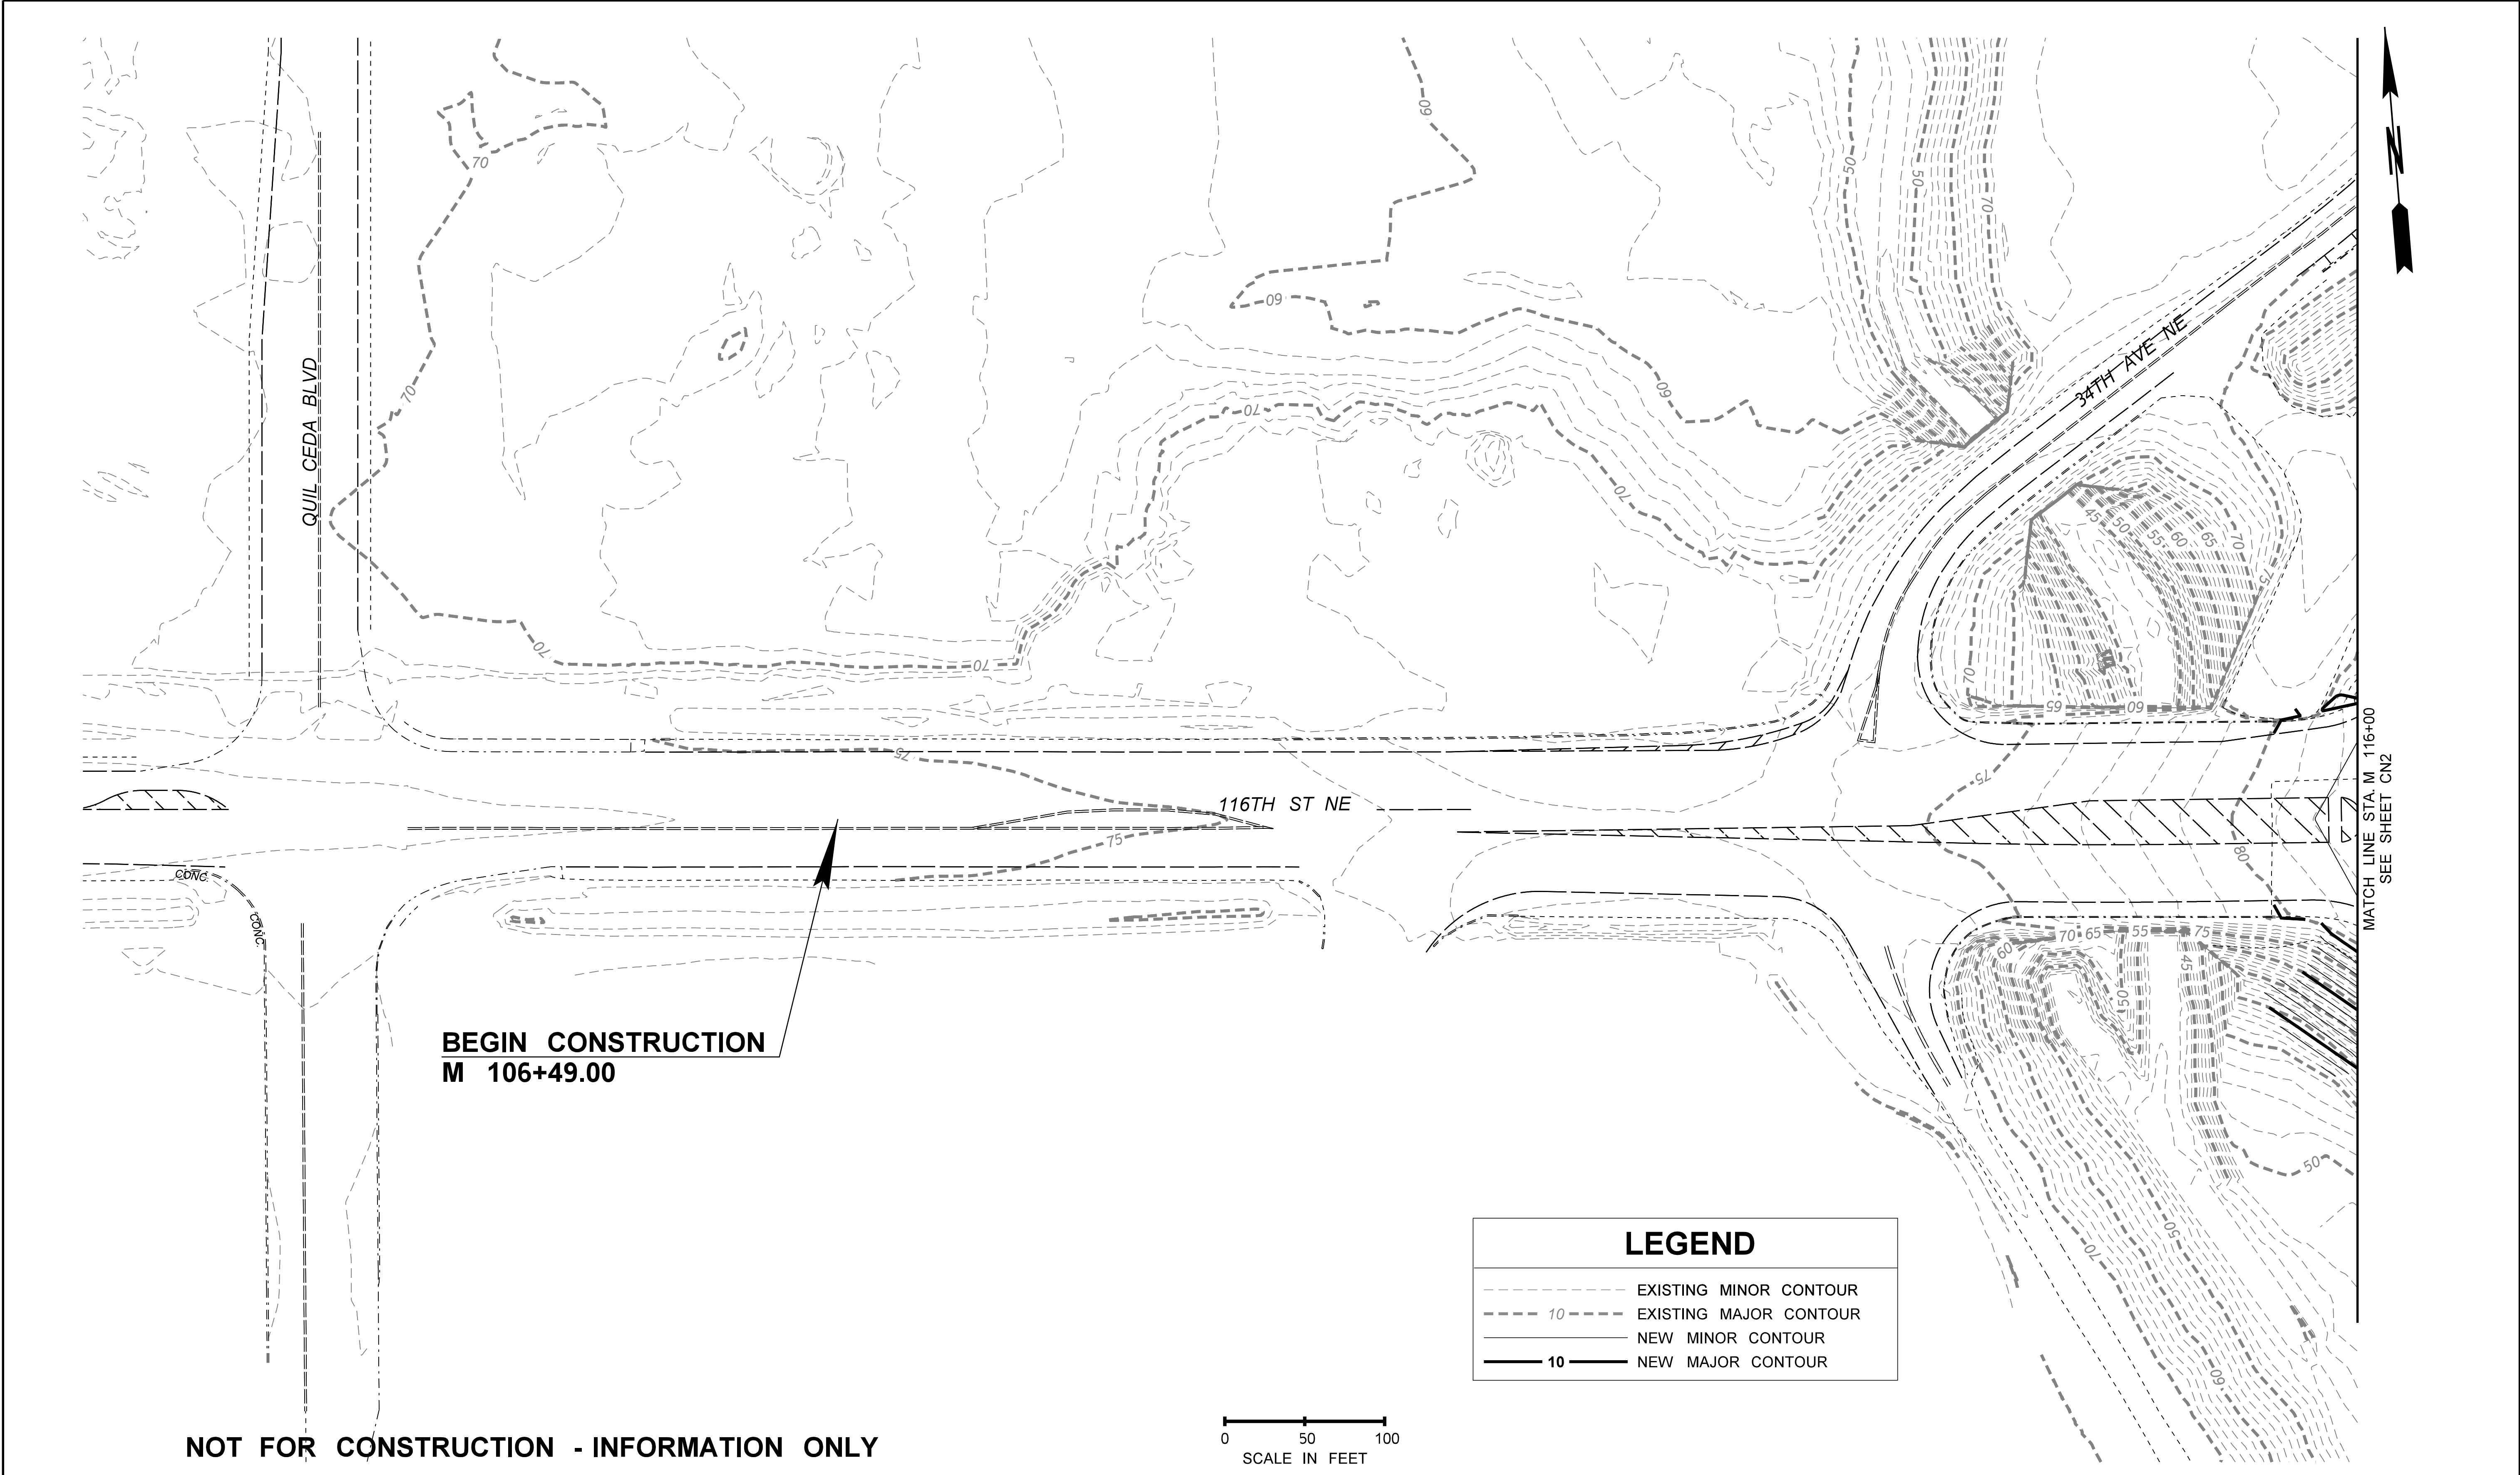 N
50
50
70
60
70
60
34TH AVE NE
QUIL CEDA BLVD
70
60
70
70
45
50
55
60
65
70
75
70
70
70
65
60
75
75
116TH ST NE
75
75
80
MATCH LINE STA. M 116+00
SEE SHEET CN2
CONC.
CONC.
70
65
55
75
60
45
50
50
BEGIN CONSTRUCTION
M 106+49.00
50
70
60
LEGEND
EXISTING MINOR CONTOUR
10 EXISTING MAJOR CONTOUR
NEW MINOR CONTOUR
10 NEW MAJOR CONTOUR
0 50 100
SCALE IN FEET
NOT FOR CONSTRUCTION - INFORMATION ONLY